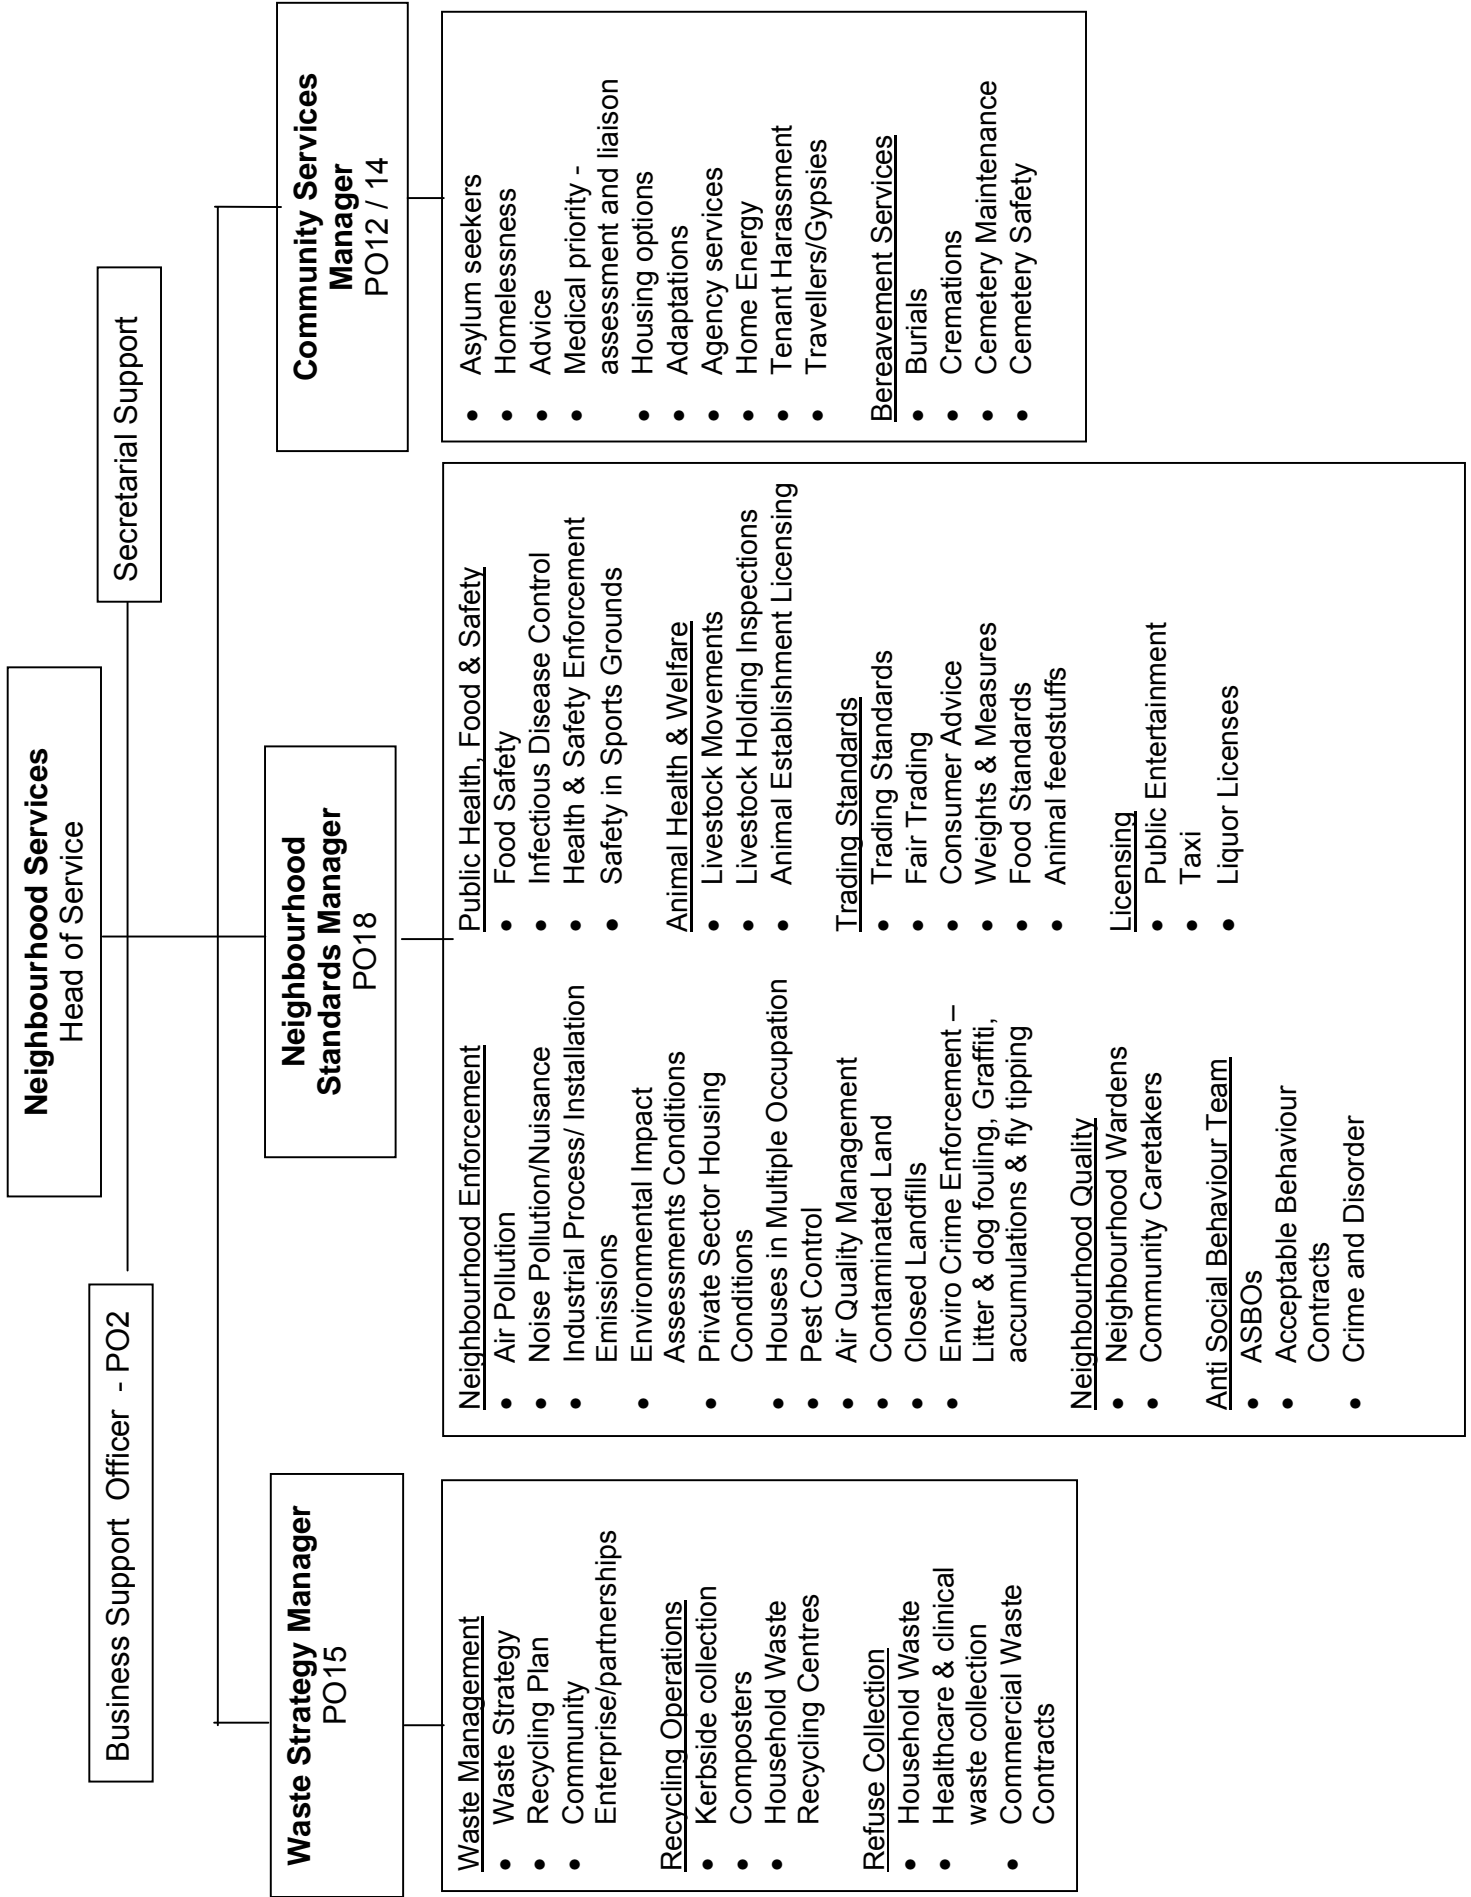 Neighbourhood Services
Head of Service
Business Support Officer - PO2
Secretarial Support
Waste Strategy Manager
PO15
Neighbourhood
Standards Manager
PO18
Community Services
Manager
PO12 / 14
Waste Management
• Waste Strategy
• Recycling Plan
• Community
Enterprise/partnerships
Recycling Operations
• Kerbside collection
• Composters
• Household Waste
Recycling Centres
Refuse Collection
• Household Waste
• Healthcare & clinical
waste collection
• Commercial Waste
Contracts
Neighbourhood Enforcement
• Air Pollution
• Noise Pollution/Nuisance
• Industrial Process/ Installation
Emissions
• Environmental Impact
Assessments Conditions
• Private Sector Housing
Conditions
• Houses in Multiple Occupation
• Pest Control
• Air Quality Management
• Contaminated Land
• Closed Landfills
• Enviro Crime Enforcement –
Litter & dog fouling, Graffiti,
accumulations & fly tipping
Neighbourhood Quality
• Neighbourhood Wardens
• Community Caretakers
Anti Social Behaviour Team
• ASBOs
• Acceptable Behaviour
Contracts
• Crime and Disorder
Public Health, Food & Safety
• Food Safety
• Infectious Disease Control
• Health & Safety Enforcement
• Safety in Sports Grounds
Animal Health & Welfare
• Livestock Movements
• Livestock Holding Inspections
• Animal Establishment Licensing
Trading Standards
• Trading Standards
• Fair Trading
• Consumer Advice
• Weights & Measures
• Food Standards
• Animal feedstuffs
Licensing
• Public Entertainment
• Taxi
• Liquor Licenses
• Asylum seekers
• Homelessness
• Advice
• Medical priority -
assessment and liaison
• Housing options
• Adaptations
• Agency services
• Home Energy
• Tenant Harassment
• Travellers/Gypsies
Bereavement Services
• Burials
• Cremations
• Cemetery Maintenance
• Cemetery Safety